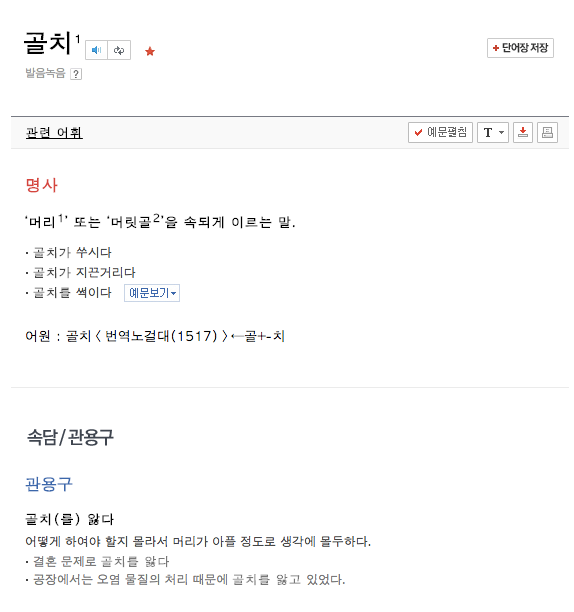 골치1
단어장 저장
발음녹음 ?
관련 어휘
예문펼침
T
명사
‘머리1’ 또는 ‘머릿골2’을 속되게 이르는 말.
· 골치가 쑤시다
· 골치가 지끈거리다
· 골치를 썩이다 예문보기
어원 : 골치 < 번역노걸대(1517) > ←골+-치
속담/관용구
관용구
골치(를) 앓다
어떻게 하여야 할지 몰라서 머리가 아플 정도로 생각에 몰두하다.
· 결혼 문제로 골치를 앓다
· 공장에서는 오염 물질의 처리 때문에 골치를 앓고 있었다.